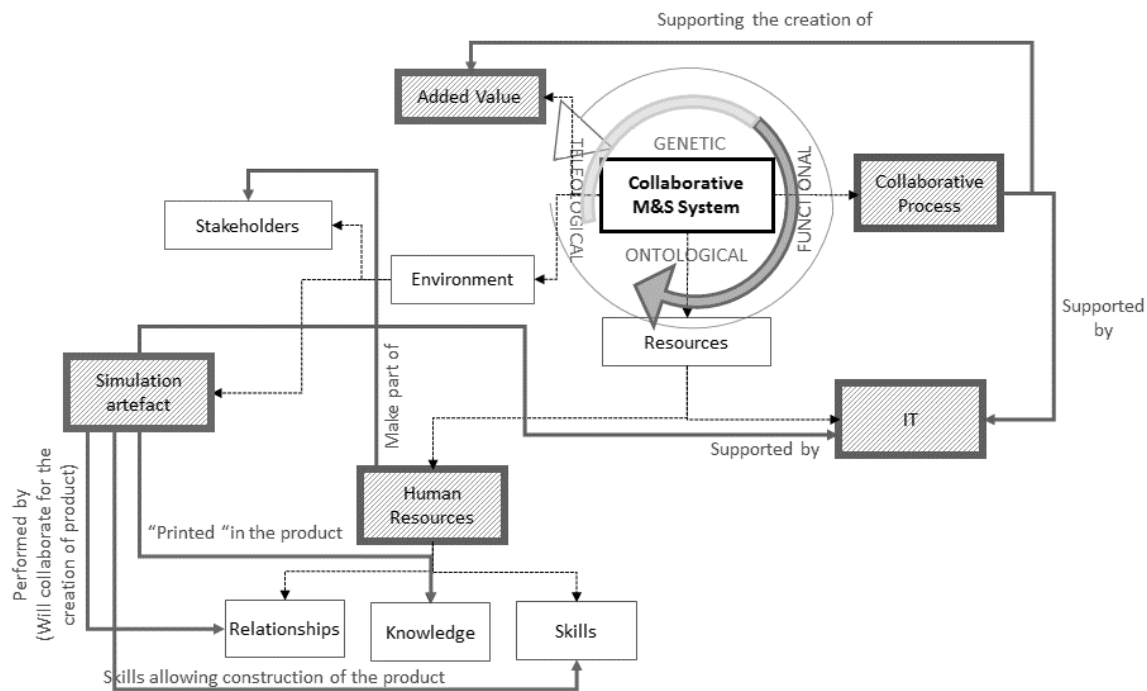 Supporting the creation of
Added Value
TELEOLOGICAL
GENETIC
FUNCTIONAL
Collaborative
M&S System
Collaborative
Process
Stakeholders
ONTOLOGICAL
Environment
Supported
by
Resources
Simulation
artefact
Make part of
IT
Supported by
Performed by
(Will collaborate for the
creation of product)
Human
Resources
“Printed “in the product
Relationships
Knowledge
Skills
Skills allowing construction of the product